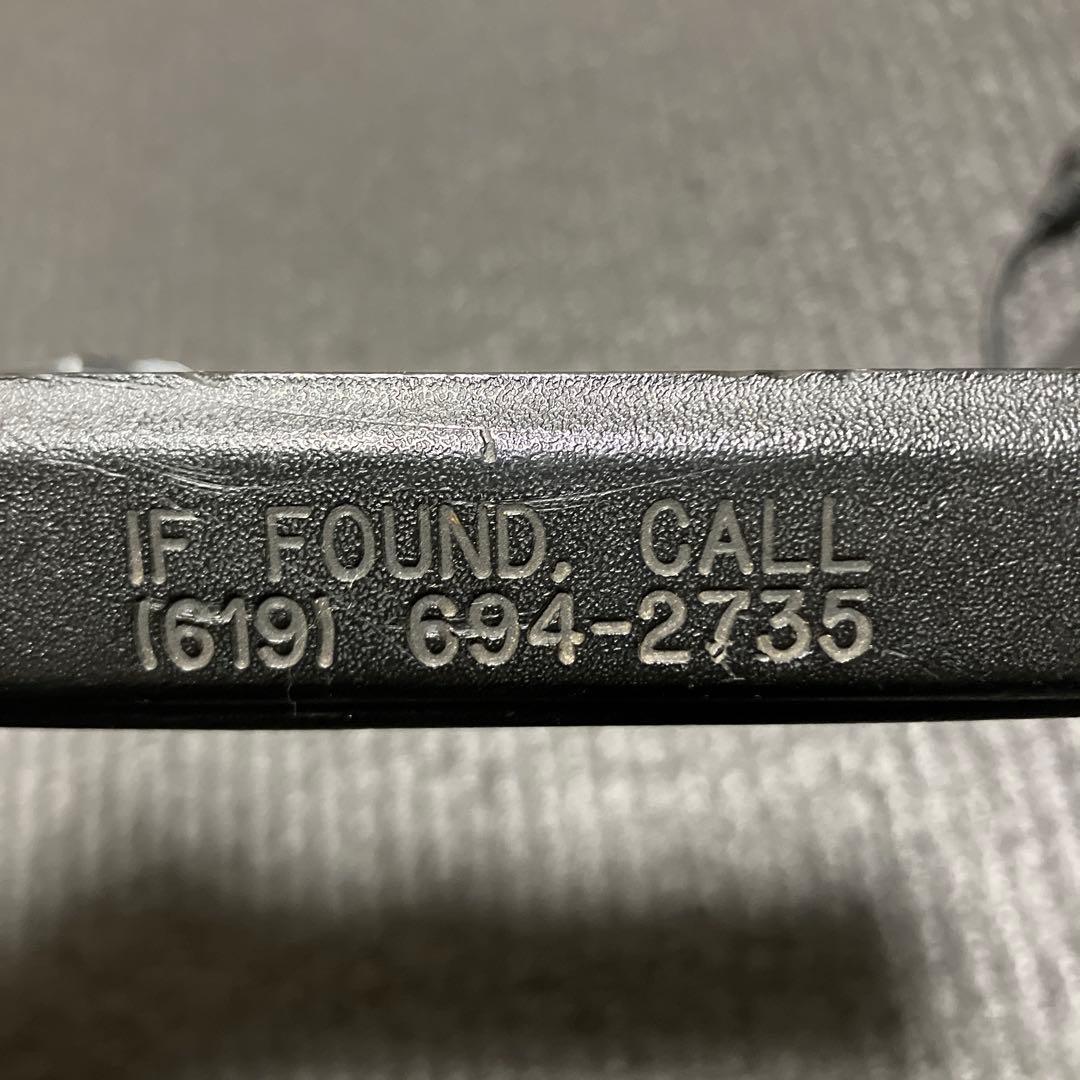 IF FOUND, CALL
(619) 694-2735